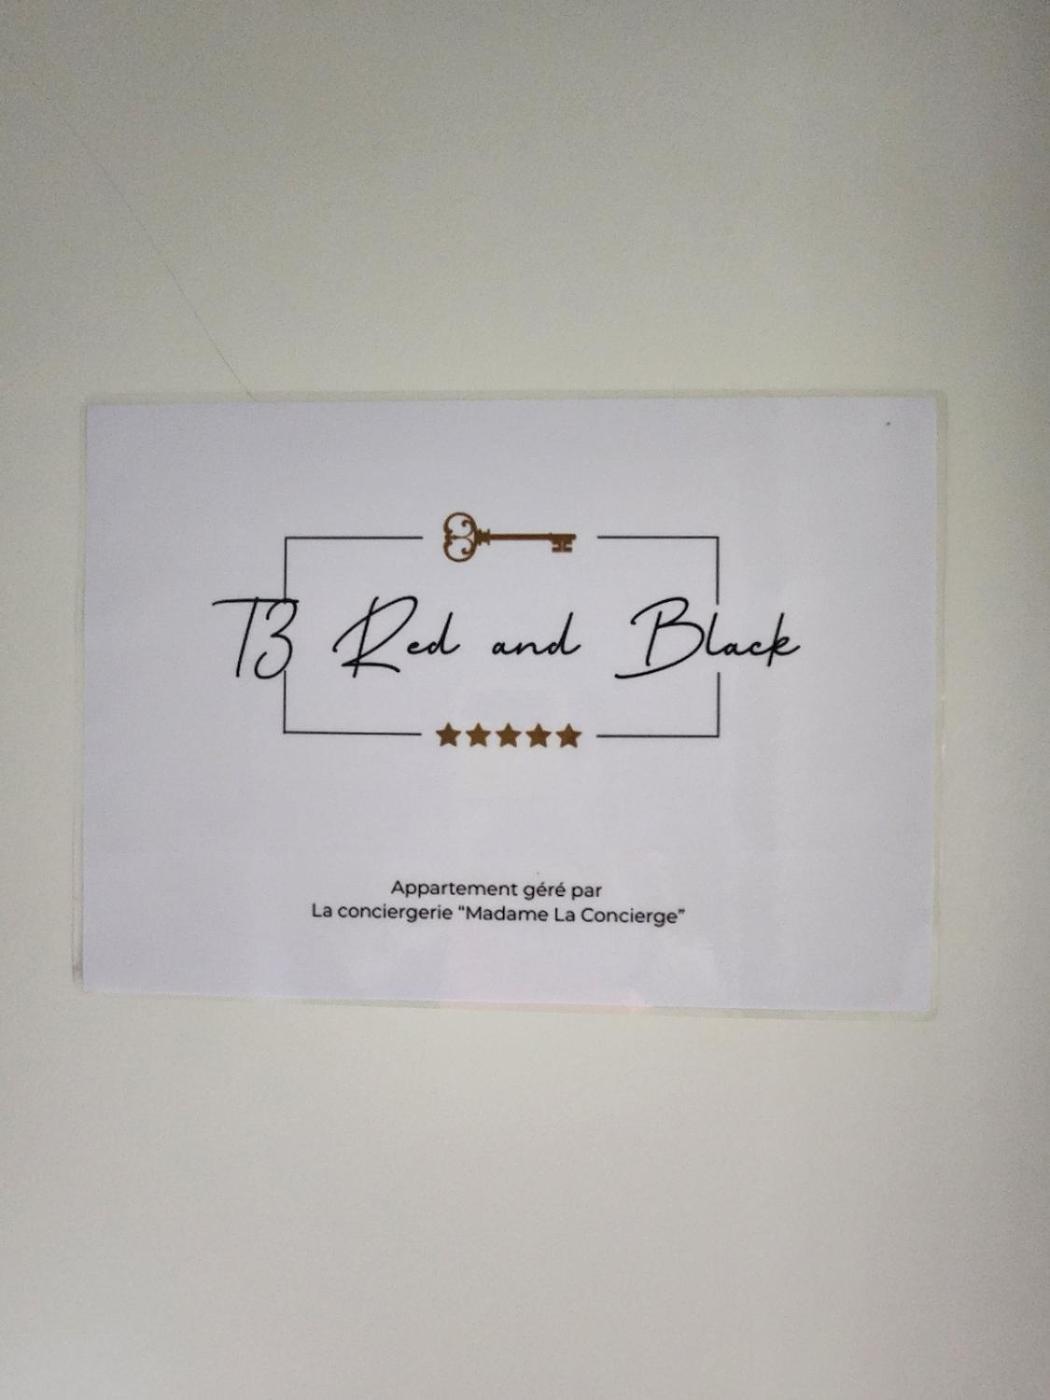 T3 Red and Black
Appartement géré par
La conciergerie “Madame La Concierge”